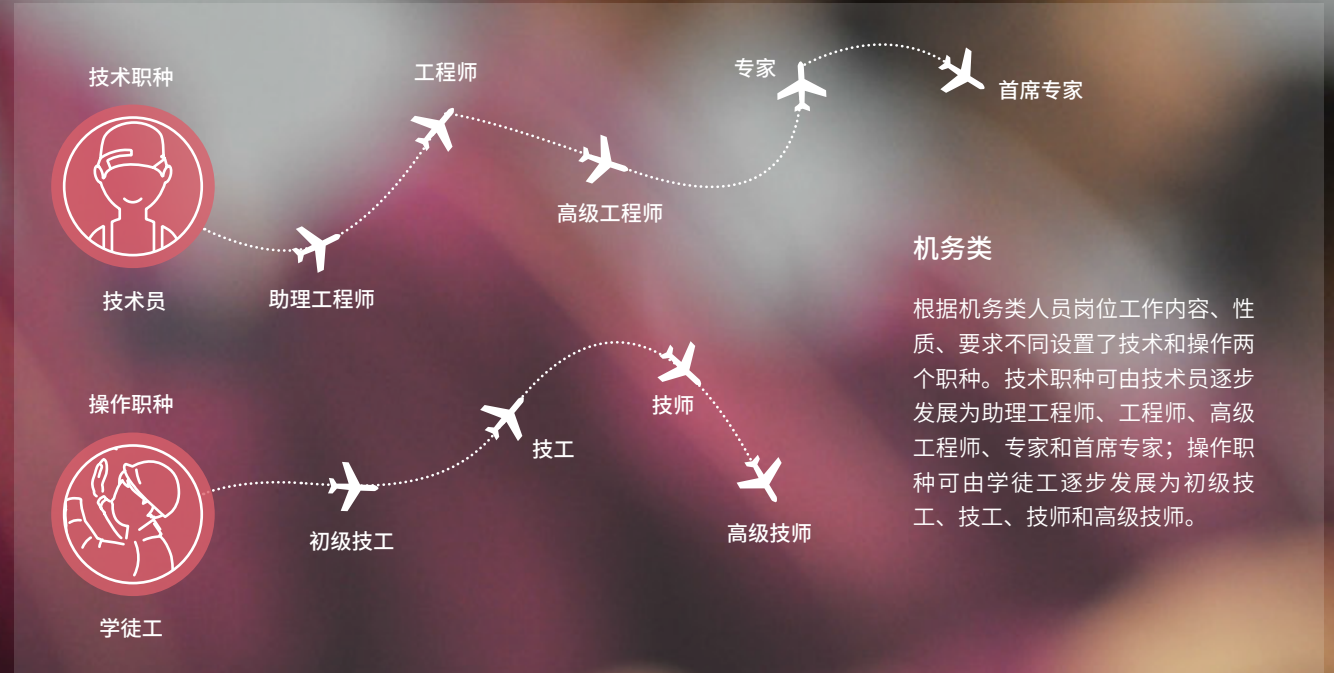 技术职种
技术员
助理工程师
工程师
高级工程师
专家
首席专家
操作职种
学徒工
初级技工
技工
技师
高级技师
机务类
根据机务类人员岗位工作内容、性
质、要求不同设置了技术和操作两
个职种。技术职种可由技术员逐步
发展为助理工程师、工程师、高级
工程师、专家和首席专家；操作职
种可由学徒工逐步发展为初级技
工、技工、技师和高级技师。